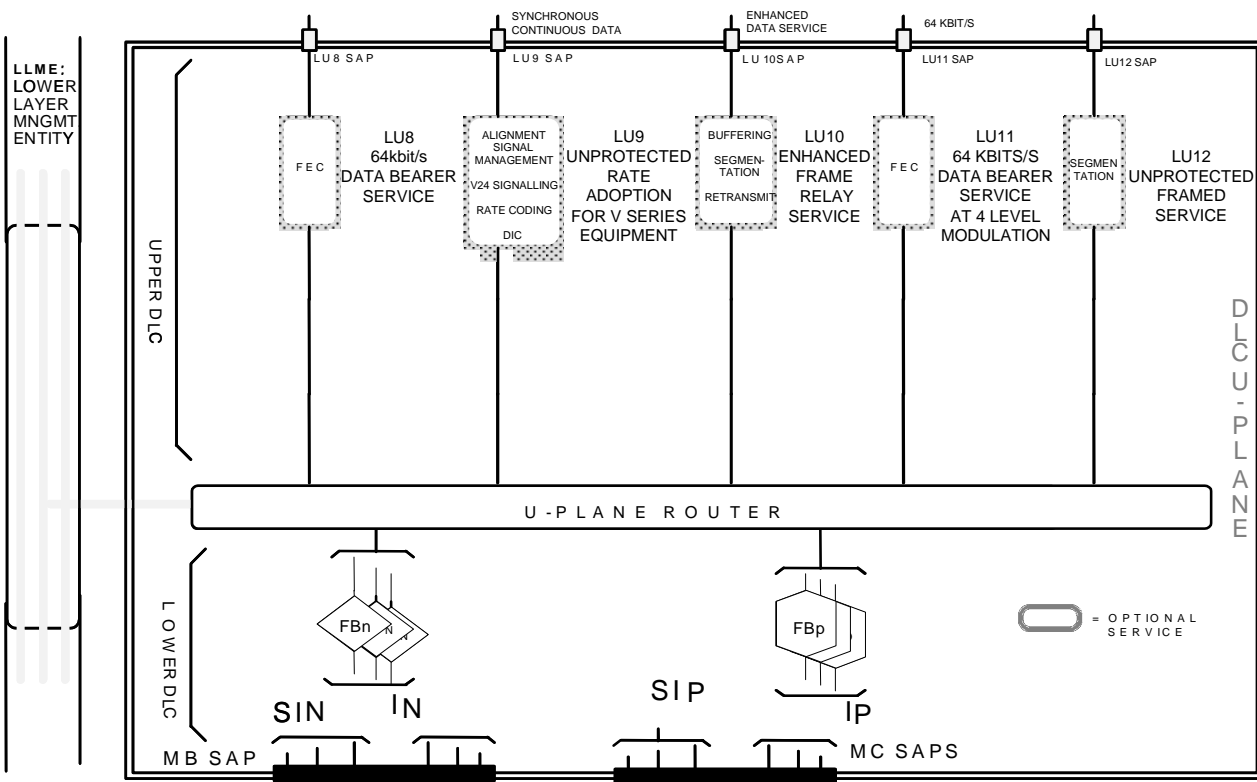 SYNCHRONOUS
CONTINUOUS DATA
ENHANCED
DATA SERVICE
64 KBIT/S
LU8 SAP
LU9 SAP
LU 10SAP
LU11 SAP
LU12 SAP
LLME:
LOWER
LAYER
MNGMT
ENTITY
FEC
LU8
64kbit/s
DATA BEARER
SERVICE
ALIGNMENT
SIGNAL
MANAGEMENT
V24 SIGNALLING
RATE CODING
DIC
LU9
UNPROTECTED
RATE
ADOPTION
FOR V SERIES
EQUIPMENT
BUFFERING
SEGMEN-
TATION
RETRANSMIT
LU10
ENHANCED
FRAME
RELAY
SERVICE
FEC
LU11
64 KBITS/S
DATA BEARER
SERVICE
AT 4 LEVEL
MODULATION
SEGMEN
TATION
LU12
UNPROTECTED
FRAMED
SERVICE
UPPER DLC
DLC U-PLANE
U-PLANE ROUTER
LOWER DLC
FBn
N
N
FBp
= OPTIONAL
SERVICE
SIN
IN
SIP
IP
MB SAP
MC SAPS